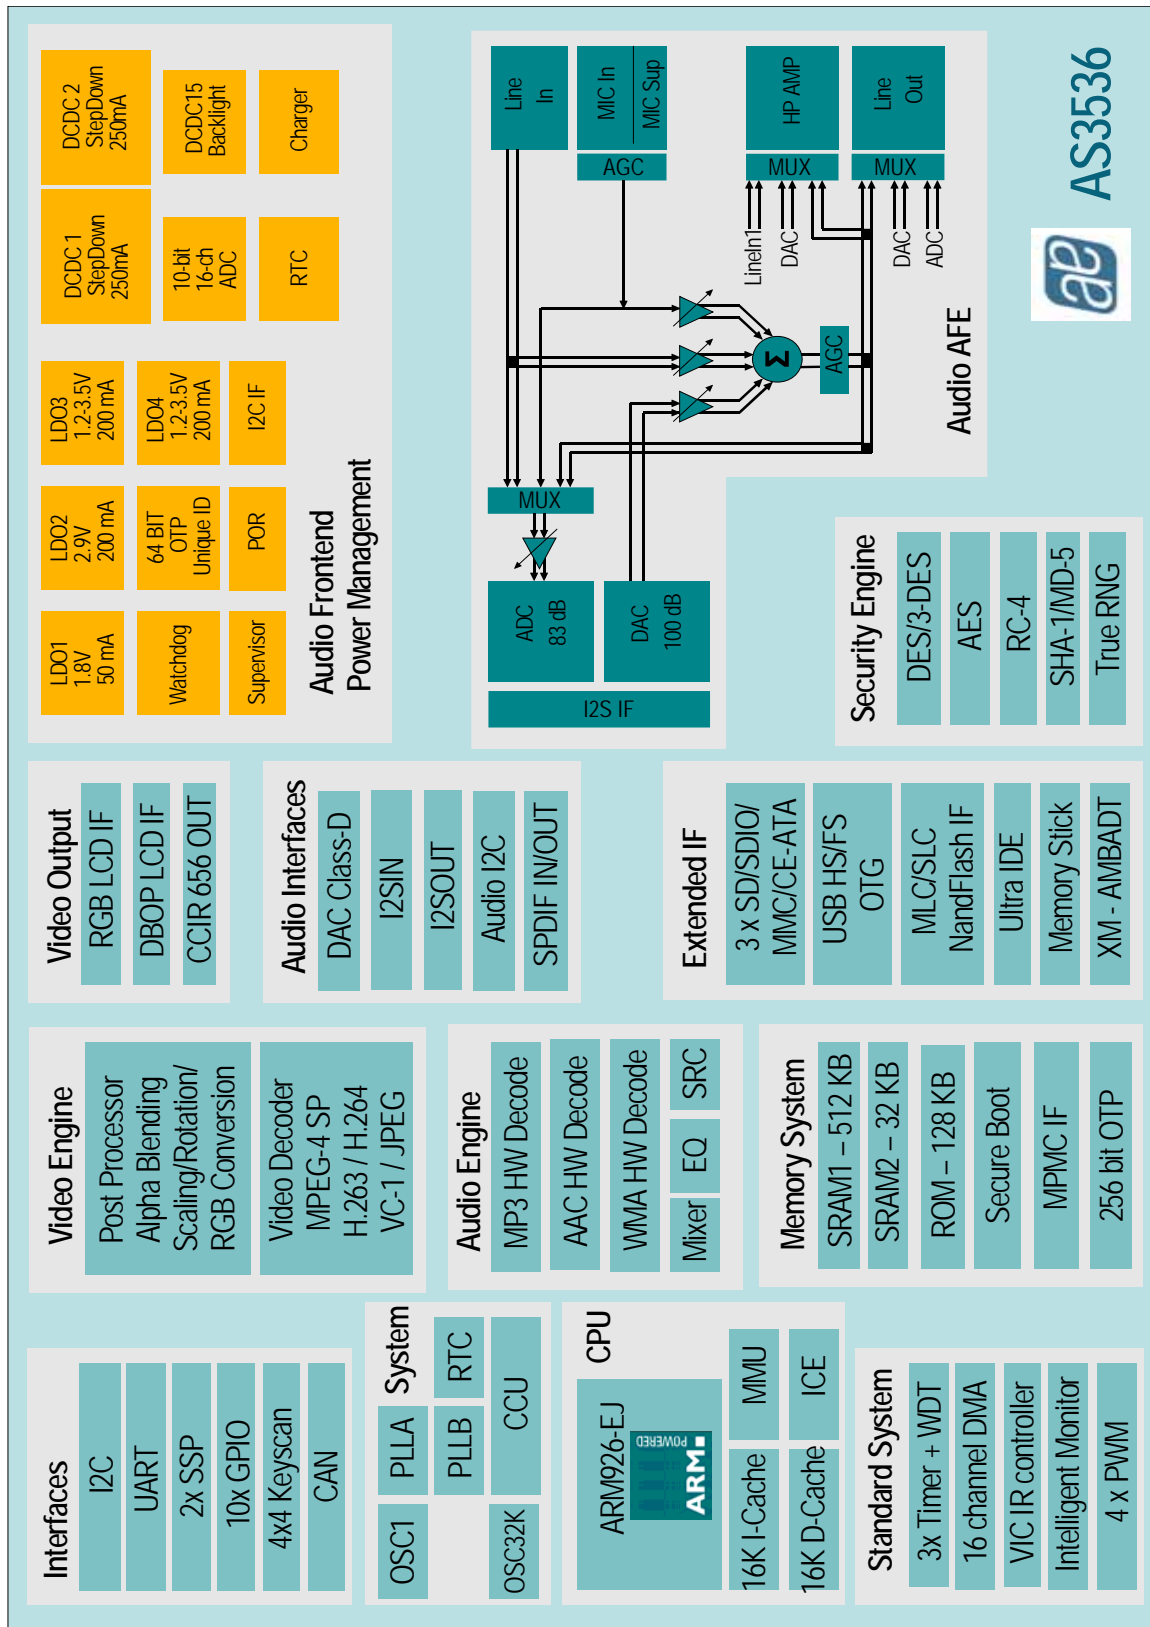 Interfaces
I2C
UART
2x SSP
10x GPIO
4x4 Keyscan
CAN
System
OSC1
PLLA
PLLB
RTC
OSC32K
CCU
CPU
ARM926-EJ
ARM
POWERED
16K I-Cache
MMU
16K D-Cache
ICE
Standard System
3x Timer + WDT
16 channel DMA
VIC IR controller
Intelligent Monitor
4 x PWM
Video Engine
Post Processor
Alpha Blending
Scaling/Rotation/
RGB Conversion
Video Decoder
MPEG-4 SP
H.263 / H.264
VC-1 / JPEG
Audio Engine
MP3 HW Decode
AAC HW Decode
WMA HW Decode
Mixer
EQ
SRC
Memory System
SRAM1 – 512 KB
SRAM2 – 32 KB
ROM – 128 KB
Secure Boot
MPMC IF
256 bit OTP
Video Output
RGB LCD IF
DBOP LCD IF
CCIR 656 OUT
Audio Interfaces
DAC Class-D
I2SIN
I2SOUT
Audio I2C
SPDIF IN/OUT
Extended IF
3 x SD/SDIO/
MMC/CE-ATA
USB HS/FS
OTG
MLC/SLC
NandFlash IF
Ultra IDE
Memory Stick
XM - AMBADT
LDO1
1.8V
50 mA
LDO2
2.9V
200 mA
LDO3
1.2-3.5V
200 mA
DCDC 1
StepDown
250mA
DCDC 2
StepDown
250mA
Watchdog
64 BIT
OTP
Unique ID
LDO4
1.2-3.5V
200 mA
10-bit
16-ch
ADC
DCDC15
Backlight
Supervisor
POR
I2C IF
RTC
Charger
Audio Frontend
Power Management
I2S IF
ADC
83 dB
DAC
100 dB
MUX
Line
In
MIC In
MIC Sup
AGC
Σ
AGC
LineIn1
DAC
MUX
HP AMP
DAC
ADC
MUX
Line
Out
Audio AFE
Security Engine
DES/3-DES
AES
RC-4
SHA-1/MD-5
True RNG
AS3536